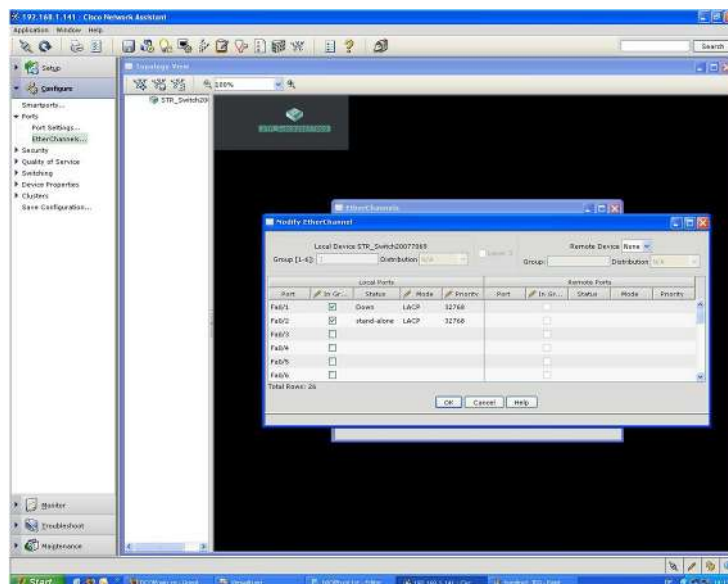 192.168.1.141 : Cisco Network Assistant
Application Window Help
Search
Setup
Configure
Smartports...
Ports
Port Settings...
EtherChannels...
Security
Quality of Service
Switching
Device Properties
Clusters
Save Configuration...
Monitor
Troubleshoot
Maintenance
Topology View
100%
STR_Switch20
EtherChannels
Modify EtherChannel
Local Device STR_Switch20077069
Remote Device None
Group [1-6]:
Distribution N/A
Group:
Distribution
Local Ports
Remote Ports
Port In Gr... Status Mode Priority Port In Gr... Status Mode Priority
Fa0/1 Down LACP 32768
Fa0/2 stand-alone LACP 32768
Fa0/3
Fa0/4
Fa0/5
Fa0/6
Total Rows: 26
OK Cancel Help
Start